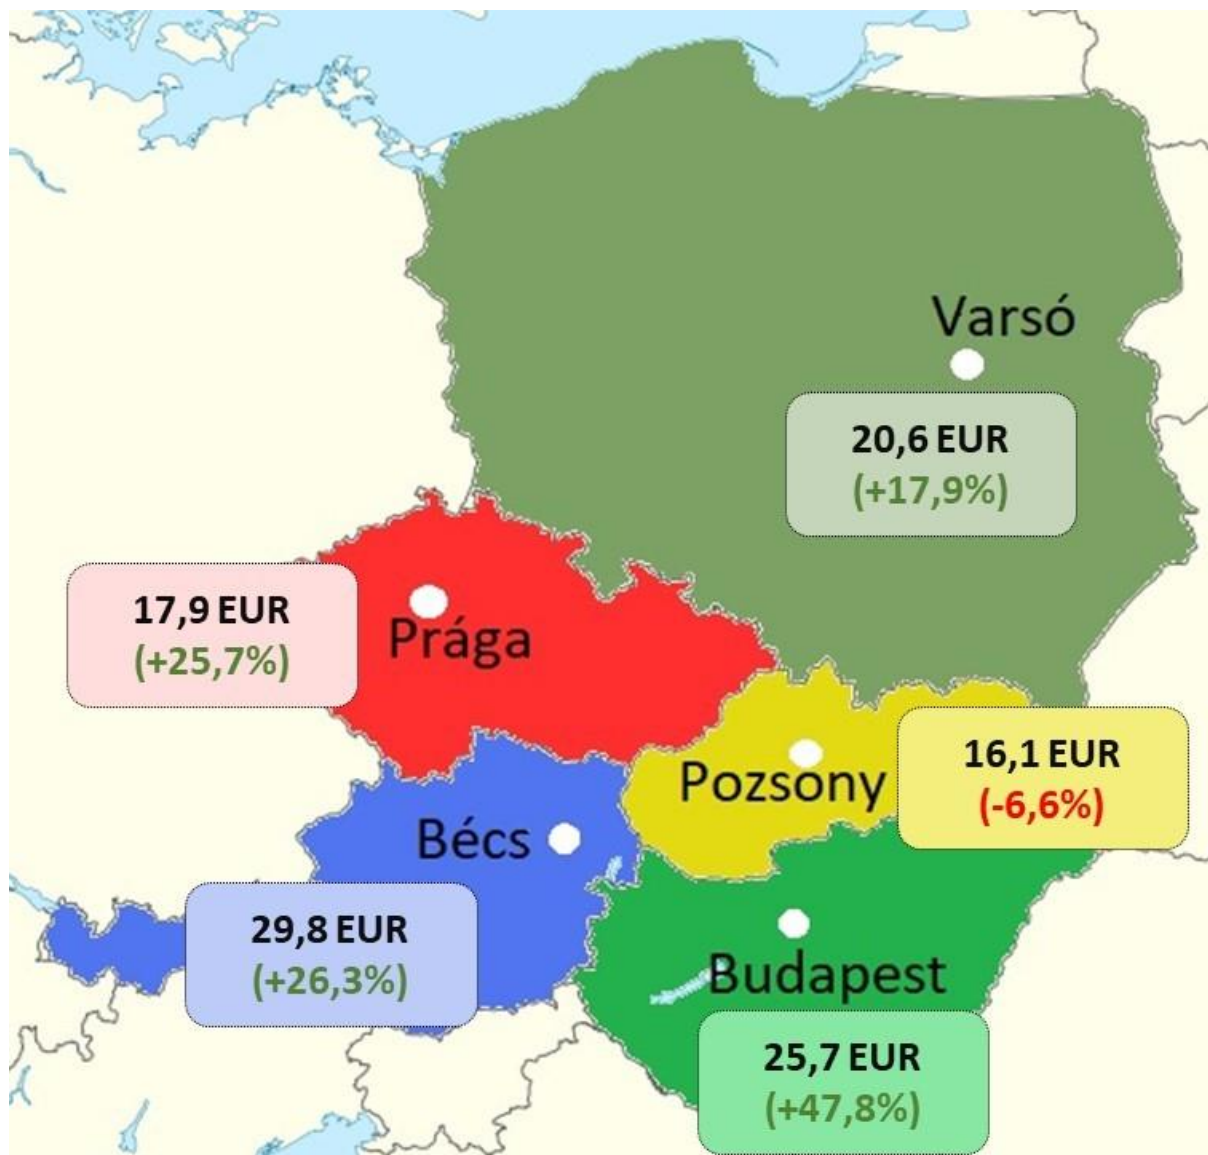 Varsó
20,6 EUR
(+17,9%)
17,9 EUR
(+25,7%)
Prága
Pozsony
16,1 EUR
(-6,6%)
Bécs
29,8 EUR
(+26,3%)
Budapest
25,7 EUR
(+47,8%)